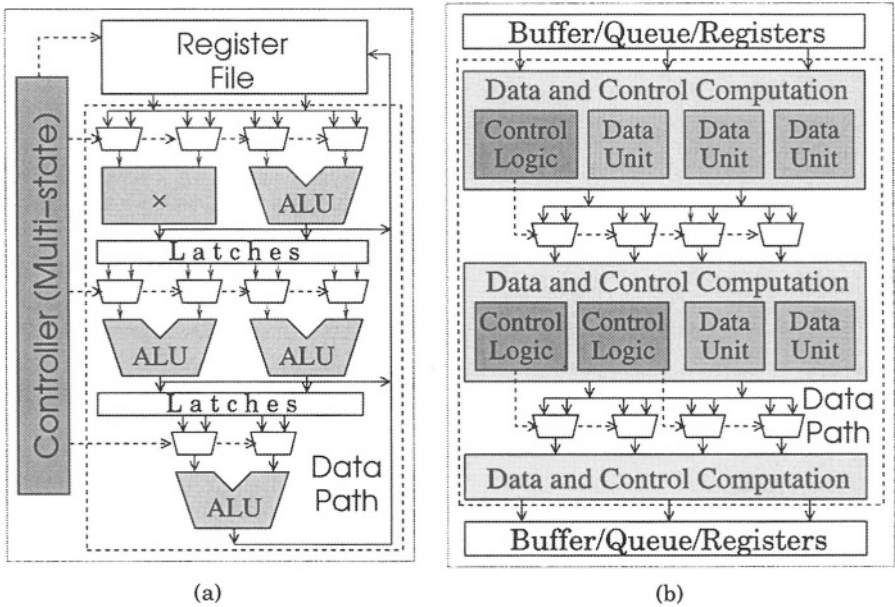 Register
File
Controller (Multi-state)
×
ALU
Latches
ALU
ALU
Latches
ALU
Data
Path
(a)
Buffer/Queue/Registers
Data and Control Computation
Control
Logic
Data
Unit
Data
Unit
Data
Unit
Data and Control Computation
Control
Logic
Control
Logic
Data
Unit
Data
Unit
Data
Path
Data and Control Computation
Buffer/Queue/Registers
(b)